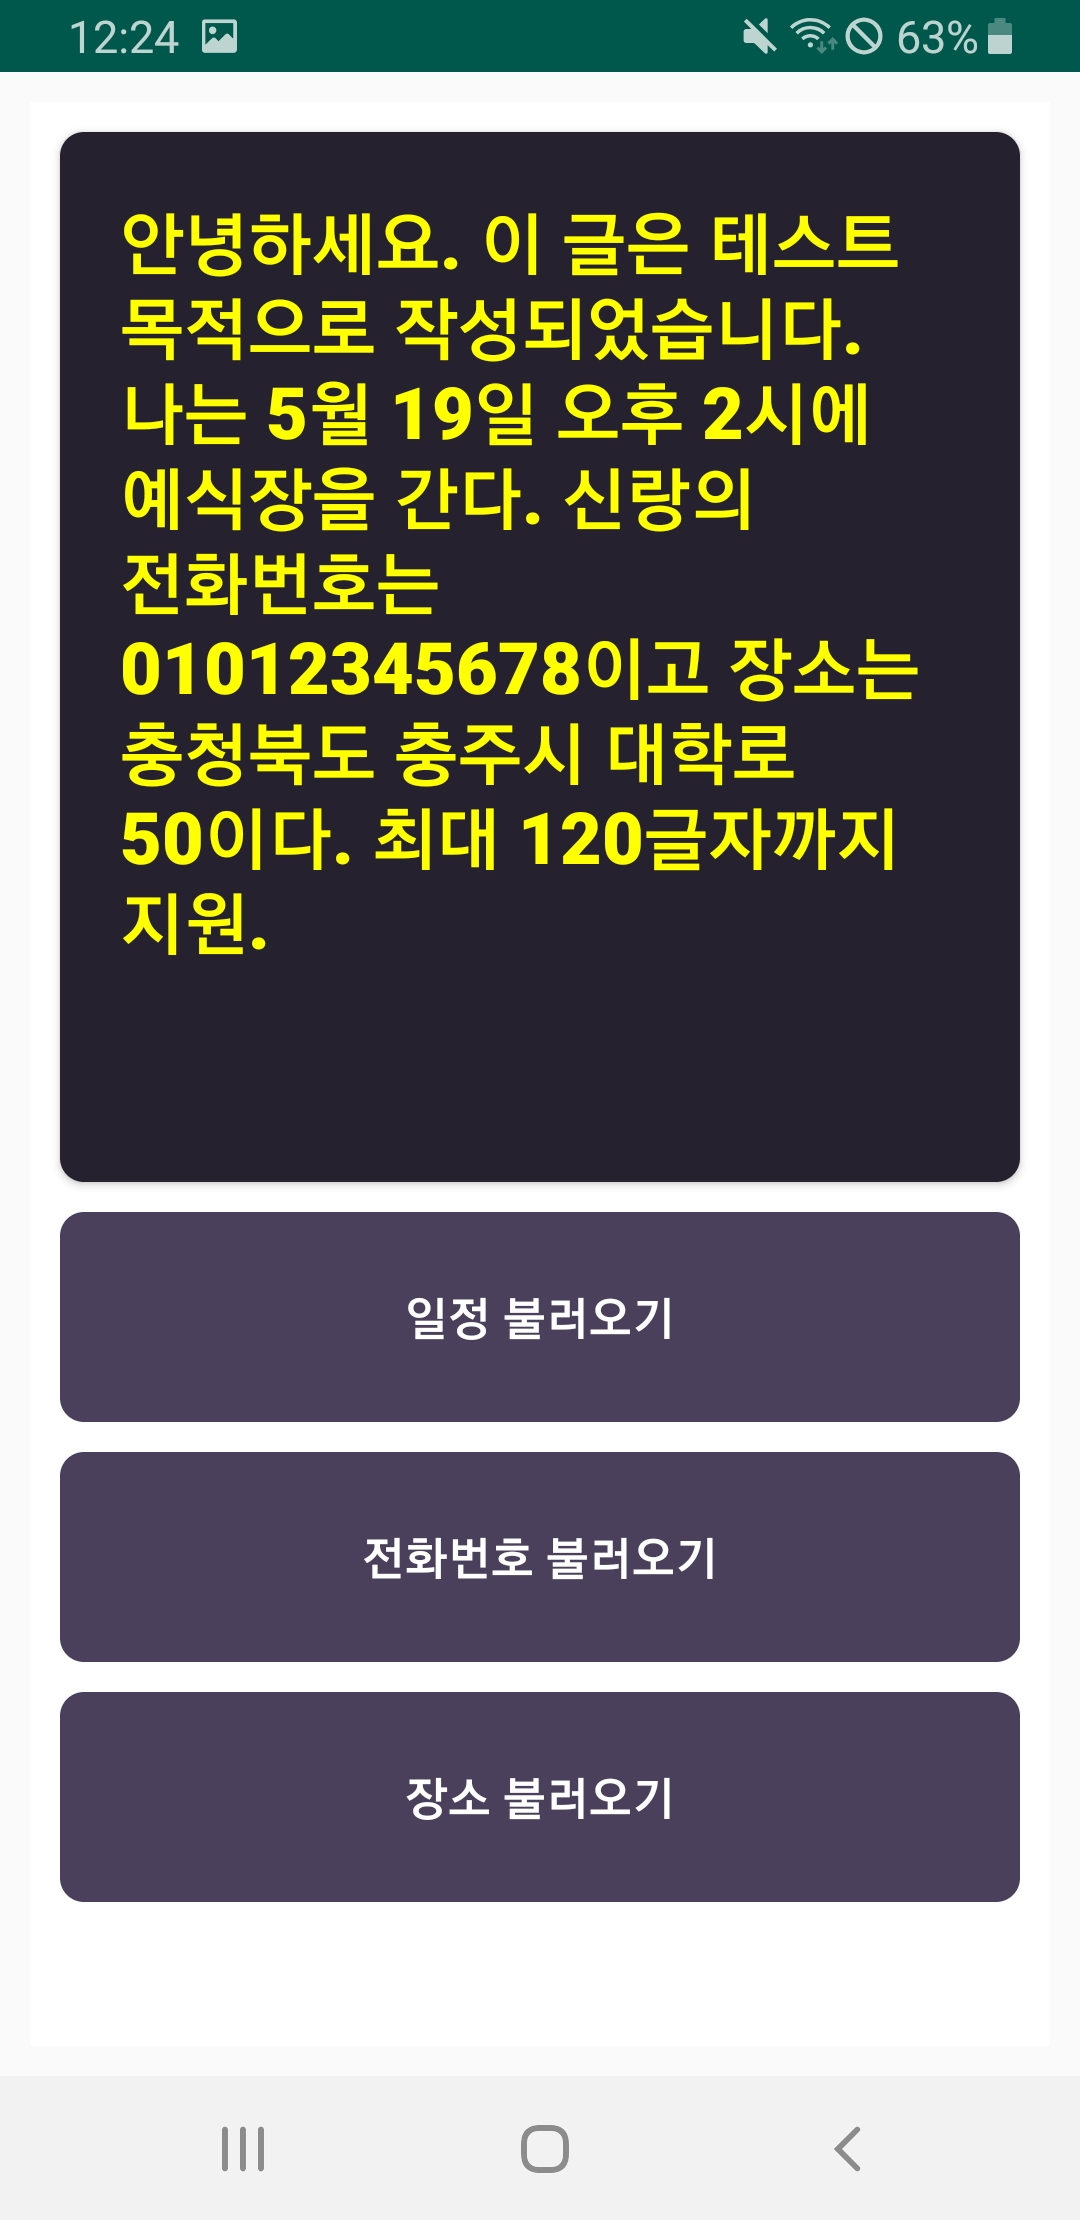 12:24 63%
안녕하세요. 이 글은 테스트
목적으로 작성되었습니다.
나는 5월 19일 오후 2시에
예식장을 간다. 신랑의
전화번호는
01012345678이고 장소는
충청북도 충주시 대학로
50이다. 최대 120글자까지
지원.
일정 불러오기
전화번호 불러오기
장소 불러오기